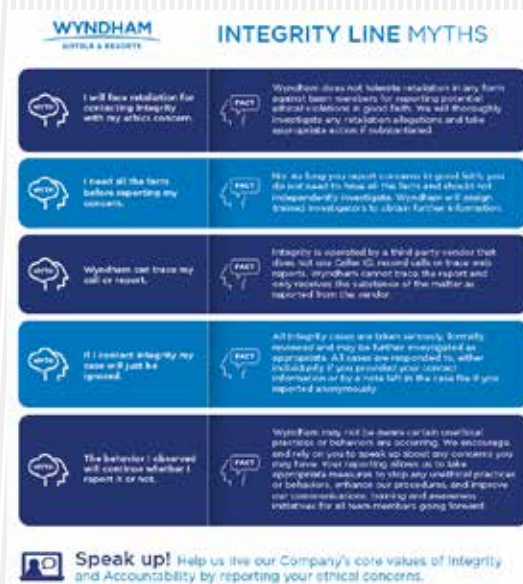 WYNDHAM
HOTELS & RESORTS
INTEGRITY LINE MYTHS
MYTH
I will face retaliation for
contacting Integrity
with my ethics concern.
FACT
Wyndham does not tolerate retaliation in any form
against team members for reporting potential
ethical violations in good faith. We will thoroughly
investigate any retaliation allegations and take
appropriate action if substantiated.
MYTH
I need all the facts
before reporting my
concern.
FACT
No. As long you report concerns in good faith, you
do not need to have all the facts and should not
independently investigate. Wyndham will assign
trained investigators to obtain further information.
MYTH
Wyndham can trace my
call or report.
FACT
Integrity is operated by a third party vendor that
does not use Caller ID, record calls or trace web
reports. Wyndham cannot trace the report and
only receives the substance of the matter as
reported from the vendor.
MYTH
If I contact Integrity my
case will just be
ignored.
FACT
All Integrity cases are taken seriously, formally
reviewed and may be further investigated as
appropriate. All cases are responded to, either
individually if you provided your contact
information or by a note left in the case file if you
reported anonymously.
MYTH
The behavior I observed
will continue whether I
report it or not.
FACT
Wyndham may not be aware certain unethical
practices or behaviors are occurring. We encourage
and rely on you to speak up about any concerns you
may have. Your reporting allows us to take
appropriate measures to stop any unethical practices
or behaviors, enhance our procedures, and improve
our communications, training and awareness
initiatives for all team members going forward.
Speak up! Help us live our Company's core values of Integrity
and Accountability by reporting your ethical concerns.